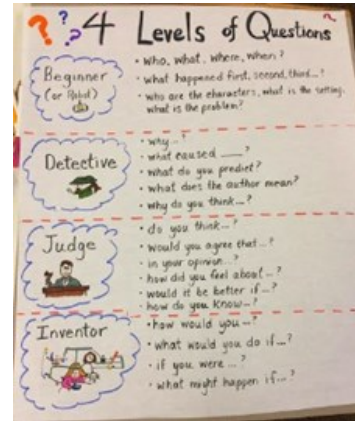 ? ? ? 4 Levels of Questions
Beginner
(or Robot)
• who, what, where, when?
• what happened first, second, third...?
• who are the characters, what is the setting,
what is the problem?
Detective
• why...?
• what caused ____?
• what do you predict?
• what does the author mean?
• why do you think...?
Judge
• do you think...?
• would you agree that...?
• in your opinion...?
• how did you feel about...?
• would it be better if...?
• how do you know...?
Inventor
• how would you...?
• what would you do if...?
• if you were ...?
• what might happen if...?